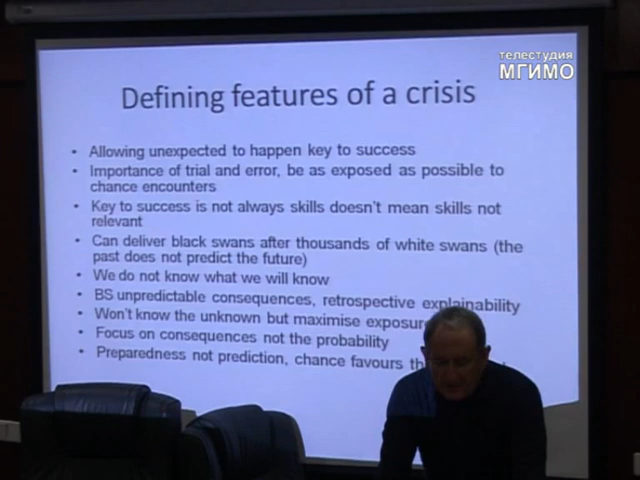 телестудия
МГИМО
Defining features of a crisis
• Allowing unexpected to happen key to success
• Importance of trial and error, be as exposed as possible to
chance encounters
• Key to success is not always skills doesn't mean skills not
relevant
• Can deliver black swans after thousands of white swans (the
past does not predict the future)
• We do not know what we will know
• BS unpredictable consequences, retrospective explainability
• Won't know the unknown but maximise
• Focus on consequences not the probability
• Preparedness not prediction, chance favours